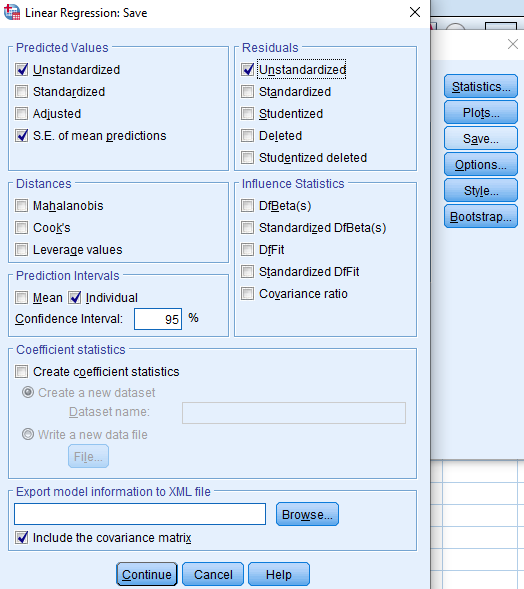 Linear Regression: Save
Predicted Values
Unstandardized
Standardized
Adjusted
S.E. of mean predictions
Residuals
Unstandardized
Standardized
Studentized
Deleted
Studentized deleted
Distances
Mahalanobis
Cook's
Leverage values
Influence Statistics
DfBeta(s)
Standardized DfBeta(s)
DfFit
Standardized DfFit
Covariance ratio
Prediction Intervals
Mean Individual
Confidence Interval: 95 %
Coefficient statistics
Create coefficient statistics
Create a new dataset
Dataset name:
Write a new data file
File...
Export model information to XML file
Browse...
Include the covariance matrix
Continue Cancel Help
Statistics...
Plots...
Save...
Options...
Style...
Bootstrap...